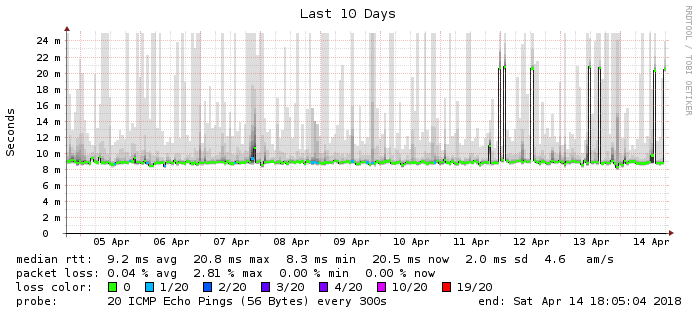 Last 10 Days
RRDTOOL / TOBI OETIKER
Seconds
24 m
22 m
20 m
18 m
16 m
14 m
12 m
10 m
8 m
6 m
4 m
2 m
0
05 Apr 06 Apr 07 Apr 08 Apr 09 Apr 10 Apr 11 Apr 12 Apr 13 Apr 14 Apr
median rtt: 9.2 ms avg 20.8 ms max 8.3 ms min 20.5 ms now 2.0 ms sd 4.6 am/s
packet loss: 0.04 % avg 2.81 % max 0.00 % min 0.00 % now
loss color: 0 1/20 2/20 3/20 4/20 10/20 19/20
probe: 20 ICMP Echo Pings (56 Bytes) every 300s end: Sat Apr 14 18:05:04 2018